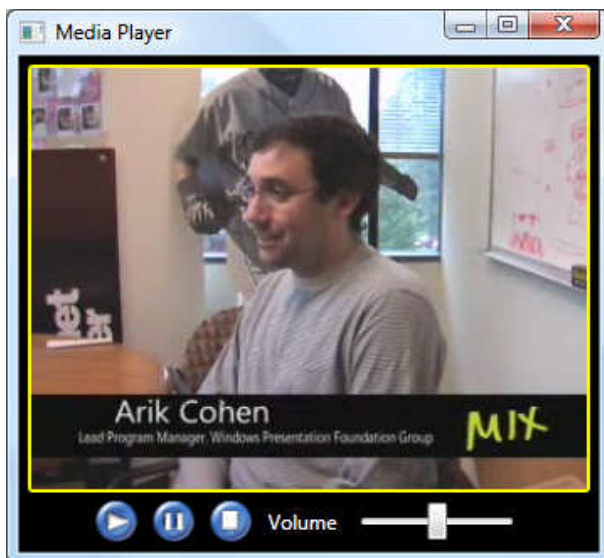 Media Player
Arik Cohen
Lead Program Manager, Windows Presentation Foundation Group
MIX
Volume